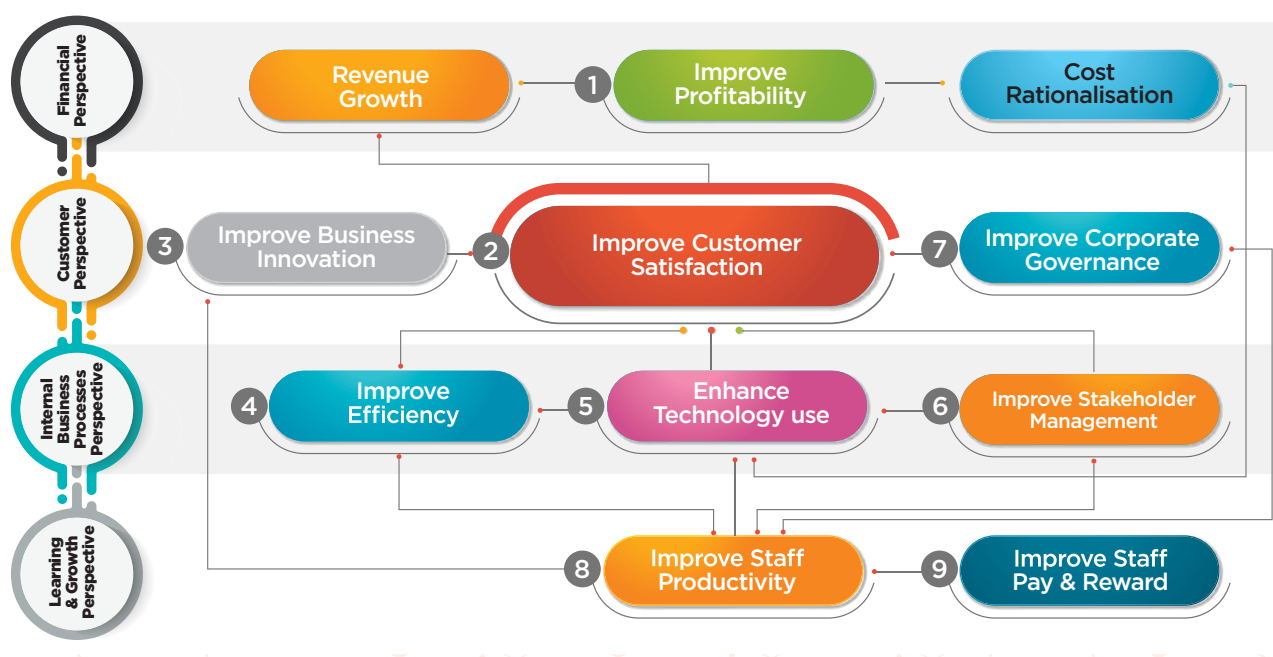 Financial
Perspective
Revenue
Growth
1
Improve
Profitability
Cost
Rationalisation
Customer
Perspective
3
Improve Business
Innovation
2
Improve Customer
Satisfaction
7
Improve Corporate
Governance
Internal
Business
Processes
Perspective
4
Improve
Efficiency
5
Enhance
Technology use
6
Improve Stakeholder
Management
Learning
& Growth
Perspective
8
Improve Staff
Productivity
9
Improve Staff
Pay & Reward